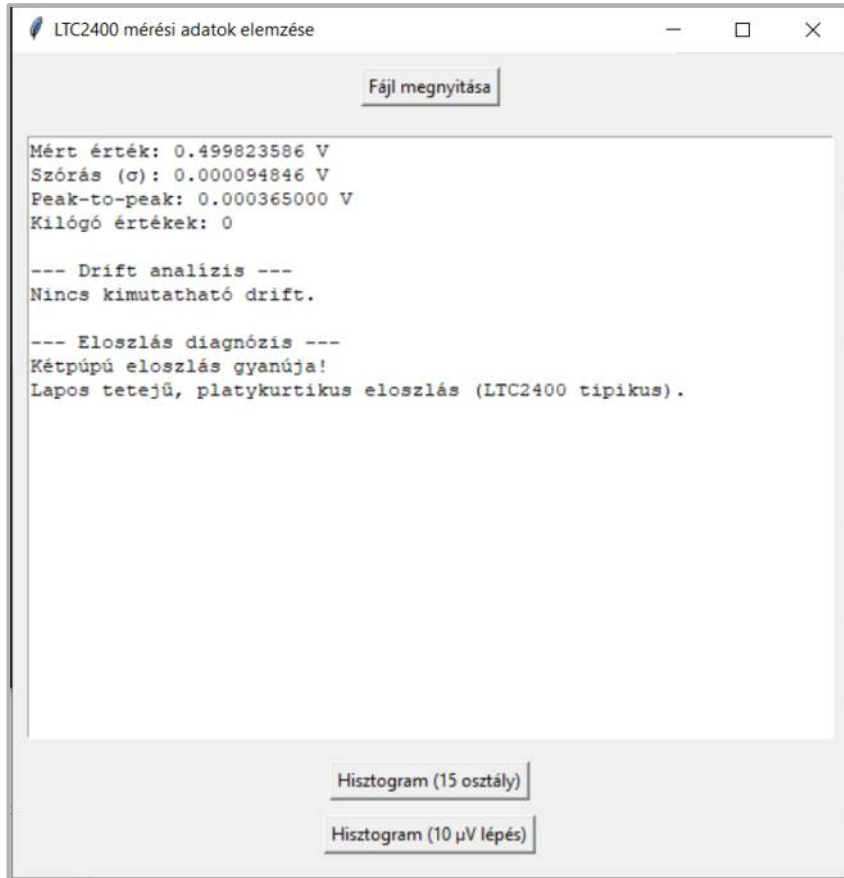 LTC2400 mérési adatok elemzése
Fájl megnyitása
Mért érték: 0.499823586 V
Szórás (σ): 0.000094846 V
Peak-to-peak: 0.000365000 V
Kilógó értékek: 0
--- Drift analízis ---
Nincs kimutatható drift.
--- Eloszlás diagnózis ---
Kétpúpú eloszlás gyanúja!
Lapos tetejű, platykurtikus eloszlás (LTC2400 tipikus).
Hisztogram (15 osztály)
Hisztogram (10 µV lépés)